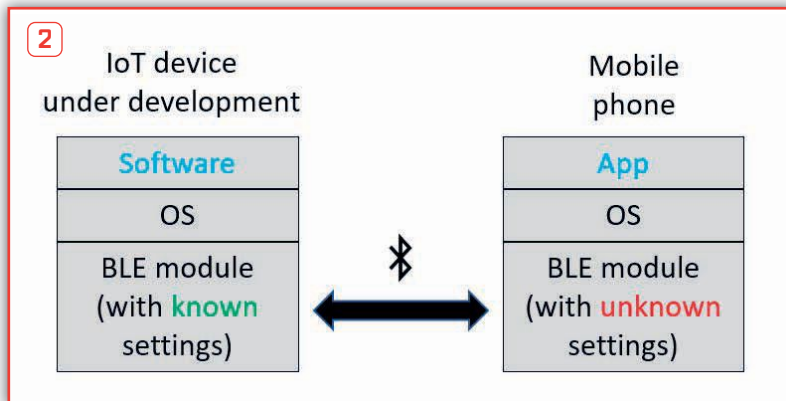 2
IoT device
under development
Software
OS
BLE module
(with known
settings)
Mobile
phone
App
OS
BLE module
(with unknown
settings)